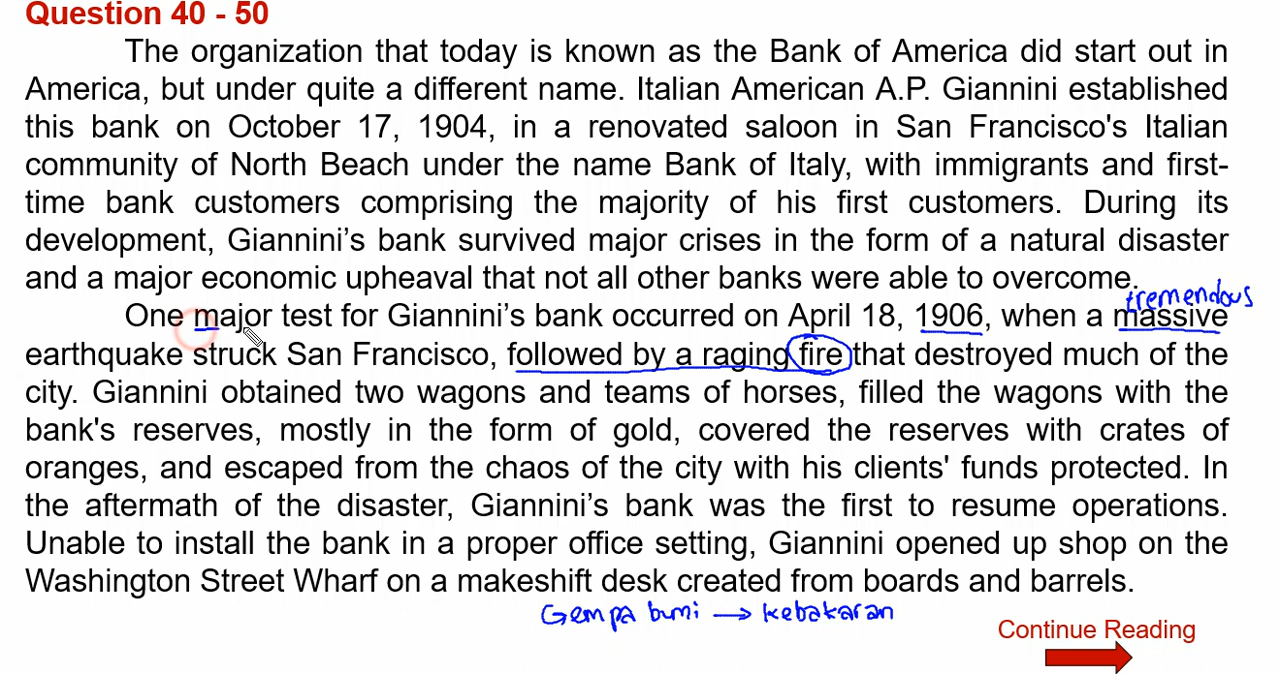 Question 40 - 50
The organization that today is known as the Bank of America did start out in
America, but under quite a different name. Italian American A.P. Giannini established
this bank on October 17, 1904, in a renovated saloon in San Francisco's Italian
community of North Beach under the name Bank of Italy, with immigrants and first-
time bank customers comprising the majority of his first customers. During its
development, Giannini’s bank survived major crises in the form of a natural disaster
and a major economic upheaval that not all other banks were able to overcome.
tremendous
One major test for Giannini’s bank occurred on April 18, 1906, when a massive
earthquake struck San Francisco, followed by a raging fire that destroyed much of the
city. Giannini obtained two wagons and teams of horses, filled the wagons with the
bank's reserves, mostly in the form of gold, covered the reserves with crates of
oranges, and escaped from the chaos of the city with his clients' funds protected. In
the aftermath of the disaster, Giannini’s bank was the first to resume operations.
Unable to install the bank in a proper office setting, Giannini opened up shop on the
Washington Street Wharf on a makeshift desk created from boards and barrels.
Gempa bumi → kebakaran
Continue Reading